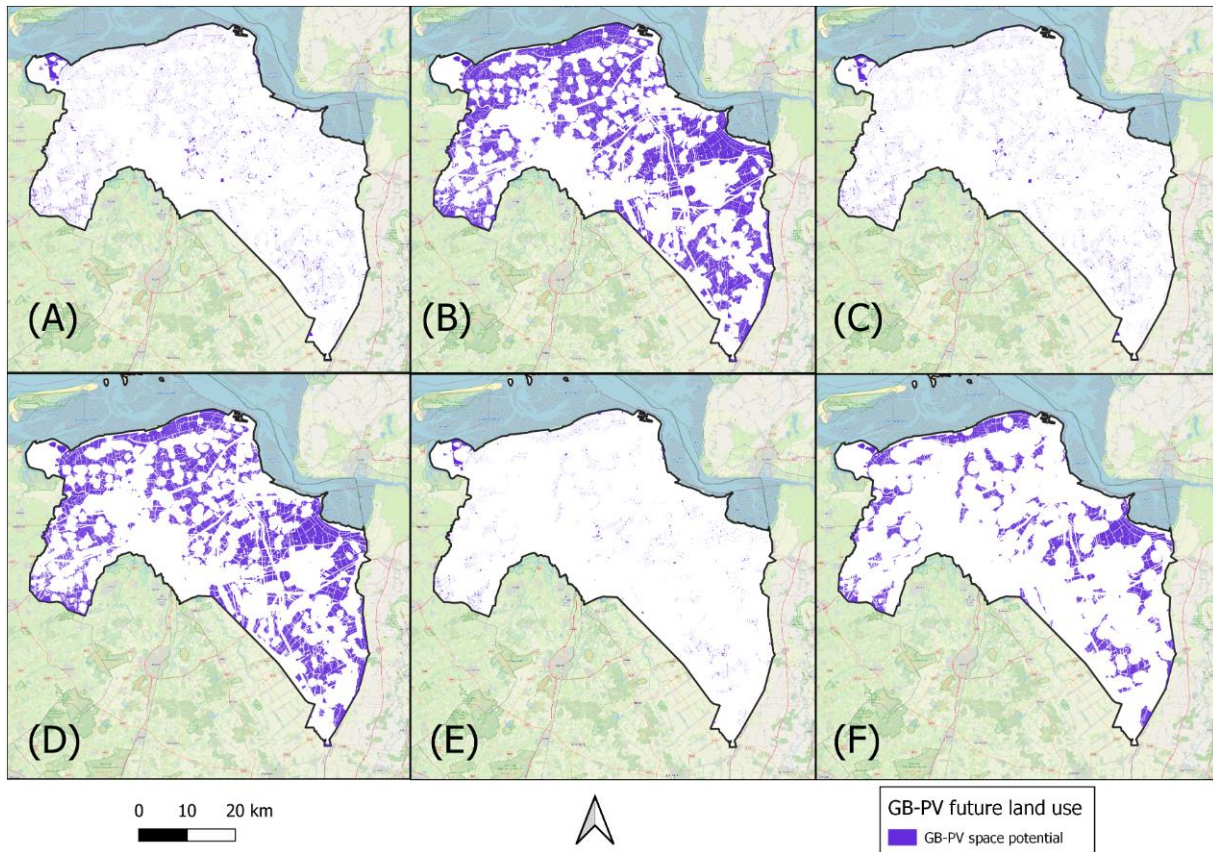 (A)
(B)
(C)
(D)
(E)
(F)
0 10 20 km
GB-PV future land use
GB-PV space potential